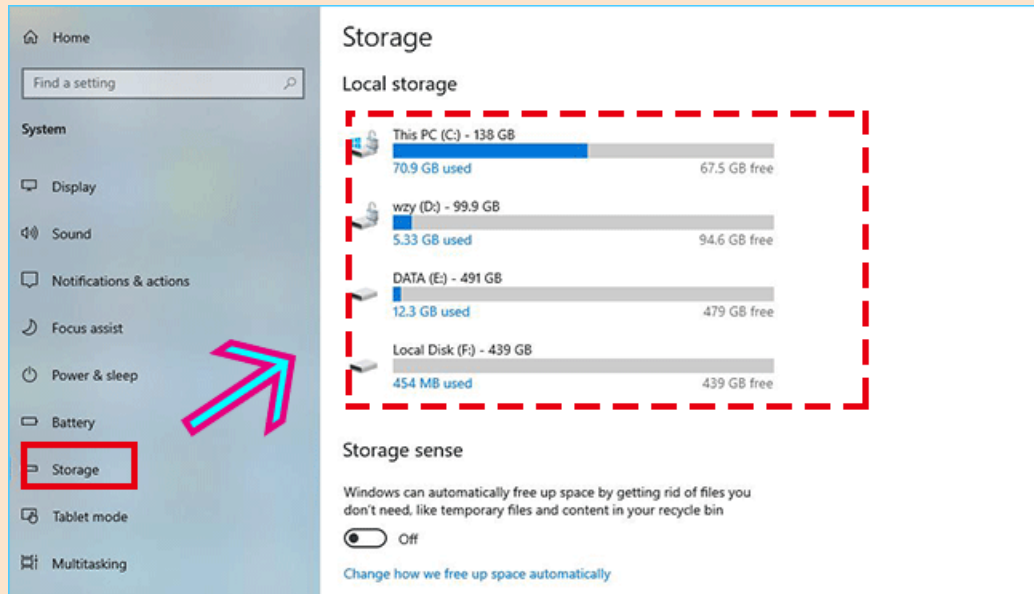 Home
Find a setting
System
Display
Sound
Notifications & actions
Focus assist
Power & sleep
Battery
Storage
Tablet mode
Multitasking
Storage
Local storage
This PC (C:) - 138 GB
70.9 GB used 67.5 GB free
wzy (D:) - 99.9 GB
5.33 GB used 94.6 GB free
DATA (E:) - 491 GB
12.3 GB used 479 GB free
Local Disk (F:) - 439 GB
454 MB used 439 GB free
Storage sense
Windows can automatically free up space by getting rid of files you
don't need, like temporary files and content in your recycle bin
Off
Change how we free up space automatically